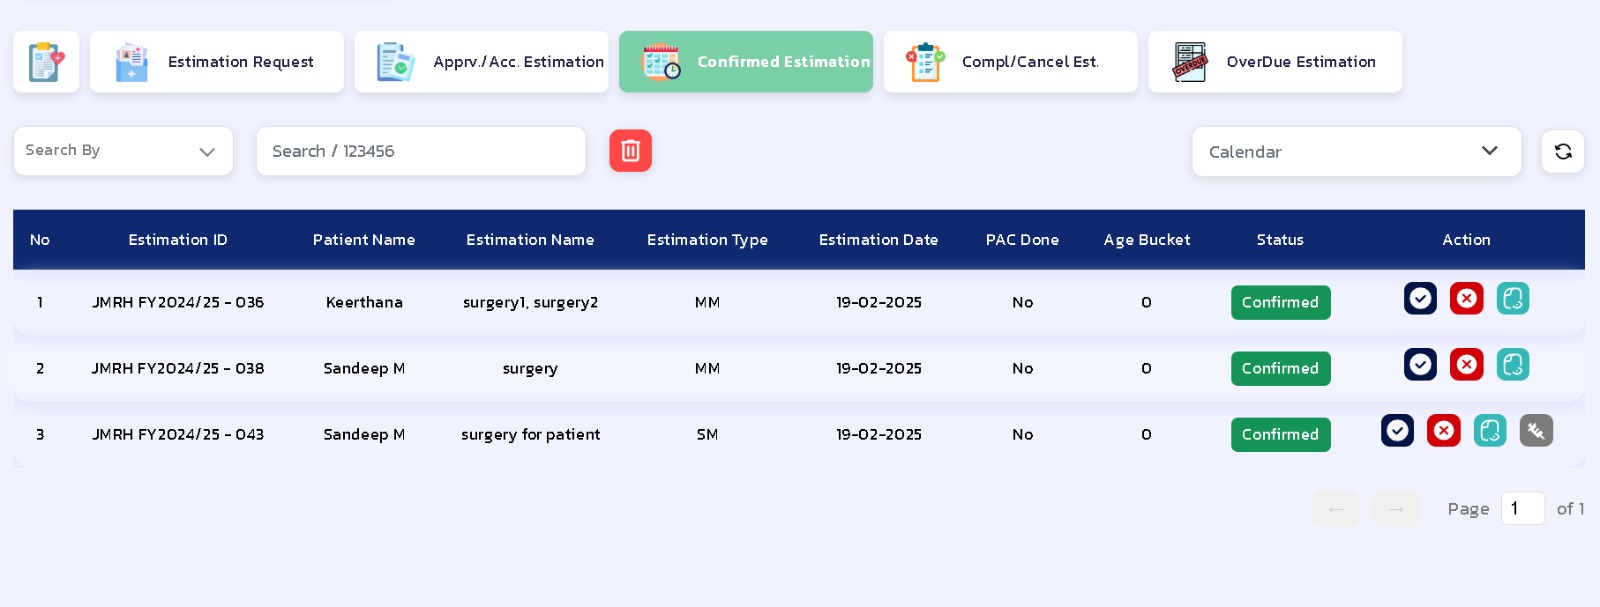 Estimation Request Apprv./Acc. Estimation Confirmed Estimation Compl/Cancel Est. OVERDUE OverDue Estimation
Search By Search / 123456 Calendar
No Estimation ID Patient Name Estimation Name Estimation Type Estimation Date PAC Done Age Bucket Status Action
1 JMRH FY2024/25 - 036 Keerthana surgery1, surgery2 MM 19-02-2025 No 0 Confirmed
2 JMRH FY2024/25 - 038 Sandeep M surgery MM 19-02-2025 No 0 Confirmed
3 JMRH FY2024/25 - 043 Sandeep M surgery for patient SM 19-02-2025 No 0 Confirmed
← → Page 1 of 1